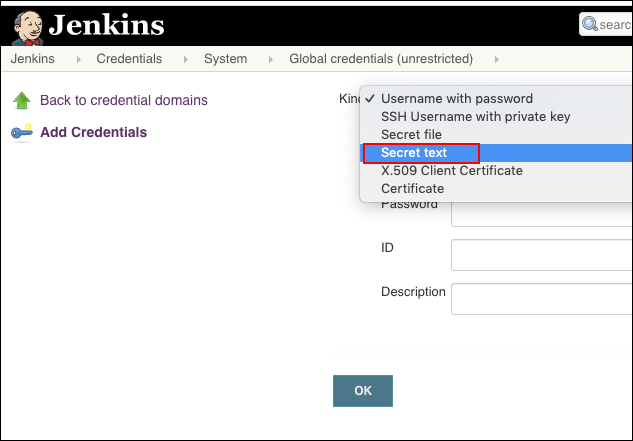 Jenkins
searc
Jenkins Credentials System Global credentials (unrestricted)
Back to credential domains
Add Credentials
Kind
✓ Username with password
SSH Username with private key
Secret file
Secret text
X.509 Client Certificate
Certificate
Password
ID
Description
OK